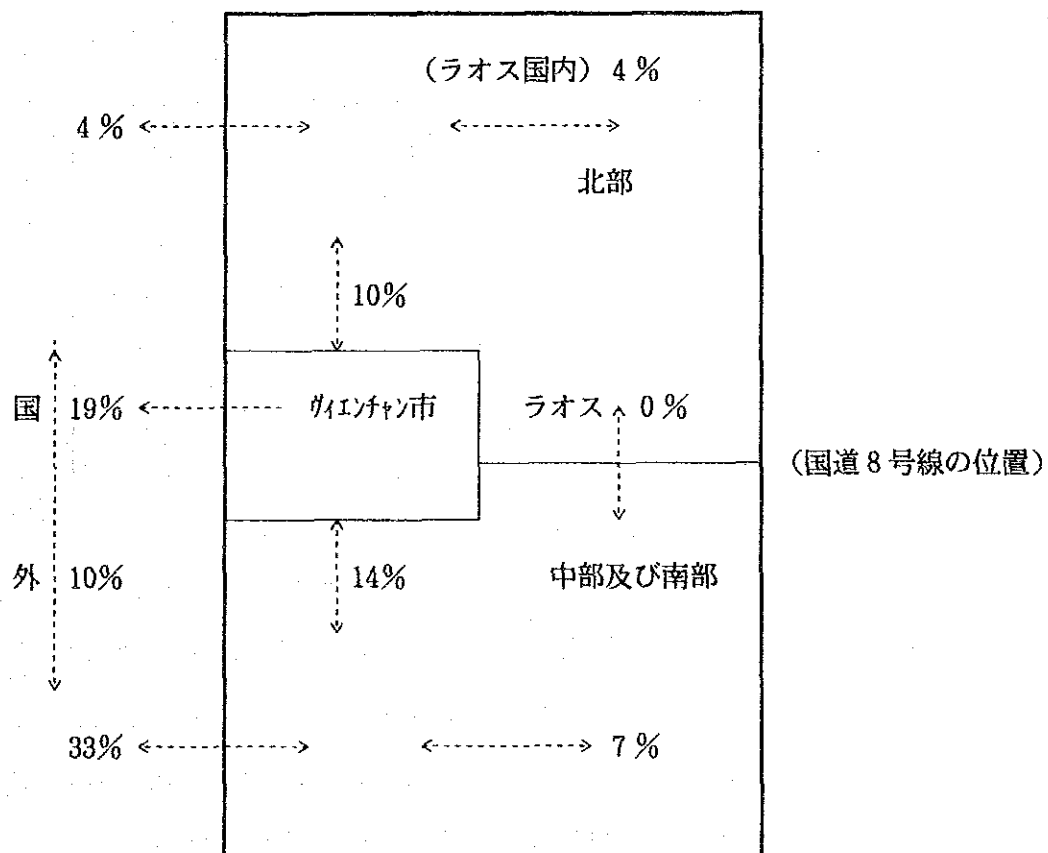 （ラオス国内）4％
4％
北部
10％
国 19％ ヴィエンチャン市 ラオス 0％
（国道8号線の位置）
外 10％ 14％ 中部及び南部
33％ 7％